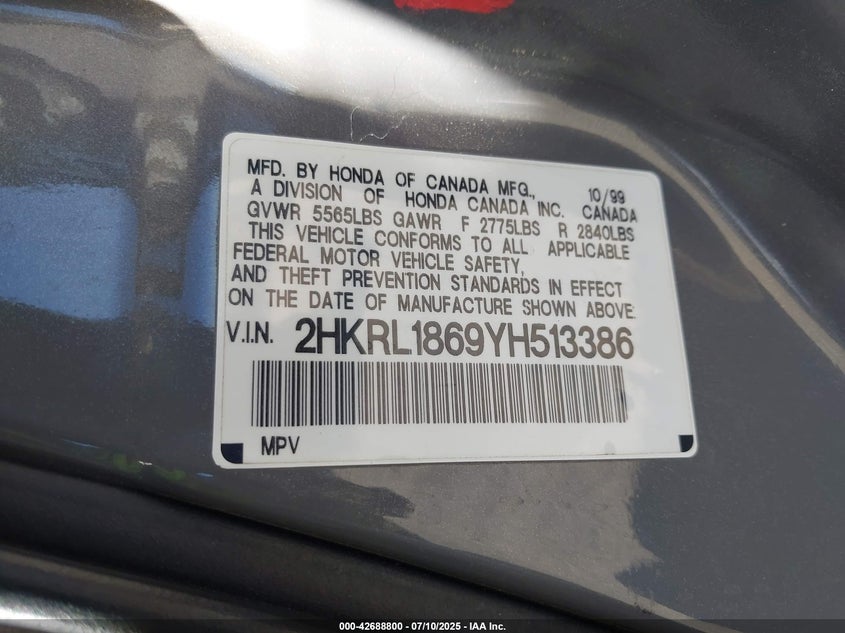 MFD. BY HONDA OF CANADA MFG., 10/99
A DIVISION OF HONDA CANADA INC. CANADA
GVWR 5565LBS GAWR F 2775LBS R 2840LBS
THIS VEHICLE CONFORMS TO ALL APPLICABLE
FEDERAL MOTOR VEHICLE SAFETY,
AND THEFT PREVENTION STANDARDS IN EFFECT
ON THE DATE OF MANUFACTURE SHOWN ABOVE.
V.I.N. 2HKRL1869YH513386
MPV
000-42688800 - 07/10/2025 - IAA Inc.